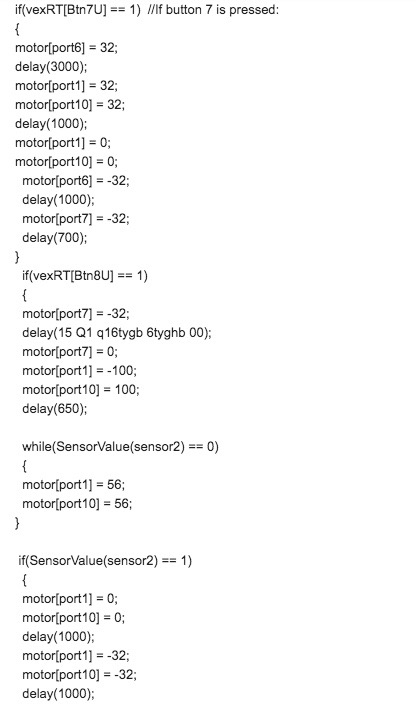 if(vexRT[Btn7U] == 1)  //If button 7 is pressed:
{
motor[port6] = 32;
delay(3000);
motor[port1] = 32;
motor[port10] = 32;
delay(1000);
motor[port1] = 0;
motor[port10] = 0;
motor[port6] = -32;
delay(1000);
motor[port7] = -32;
delay(700);
}
if(vexRT[Btn8U] == 1)
{
motor[port7] = -32;
delay(15 Q1 q16tygb 6tyghb 00);
motor[port7] = 0;
motor[port1] = -100;
motor[port10] = 100;
delay(650);
while(SensorValue(sensor2) == 0)
{
motor[port1] = 56;
motor[port10] = 56;
}
if(SensorValue(sensor2) == 1)
{
motor[port1] = 0;
motor[port10] = 0;
delay(1000);
motor[port1] = -32;
motor[port10] = -32;
delay(1000);